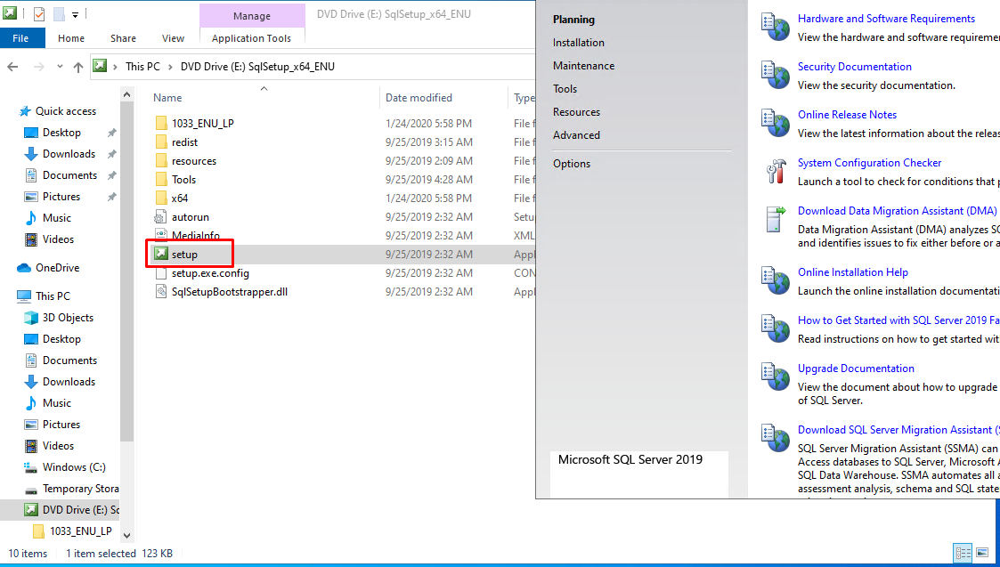 Manage
DVD Drive (E:) SqlSetup_x64_ENU
File
Home
Share
View
Application Tools
This PC > DVD Drive (E:) SqlSetup_x64_ENU
Quick access
Desktop
Downloads
Documents
Pictures
Music
Videos
OneDrive
This PC
3D Objects
Desktop
Documents
Downloads
Music
Pictures
Videos
Windows (C:)
Temporary Stora
DVD Drive (E:) Sc
1033_ENU_LP
Name Date modified Type
1033_ENU_LP 1/24/2020 5:58 PM File f
redist 9/25/2019 3:15 AM File f
resources 9/25/2019 2:09 AM File f
Tools 9/25/2019 4:28 AM File f
x64 1/24/2020 5:58 PM File f
autorun 9/25/2019 2:32 AM Setu
MediaInfo 9/25/2019 2:32 AM XML
setup 9/25/2019 2:32 AM Appl
setup.exe.config 9/25/2019 2:32 AM CON
SqlSetupBootstrapper.dll 9/25/2019 2:32 AM Appl
10 items 1 item selected 123 KB
Planning
Installation
Maintenance
Tools
Resources
Advanced
Options
Microsoft SQL Server 2019
Hardware and Software Requirements
View the hardware and software requiremer
Security Documentation
View the security documentation.
Online Release Notes
View the latest information about the releas
System Configuration Checker
Launch a tool to check for conditions that p
Download Data Migration Assistant (DMA)
Data Migration Assistant (DMA) analyzes SC
and identifies issues to fix either before or a
Online Installation Help
Launch the online installation documentati
How to Get Started with SQL Server 2019 Fa
Read instructions on how to get started wit
Upgrade Documentation
View the document about how to upgrade
of SQL Server.
Download SQL Server Migration Assistant (S
SQL Server Migration Assistant (SSMA) can
Access databases to SQL Server, Microsoft A
SQL Data Warehouse. SSMA automates all a
assessment analysis, schema and SQL state